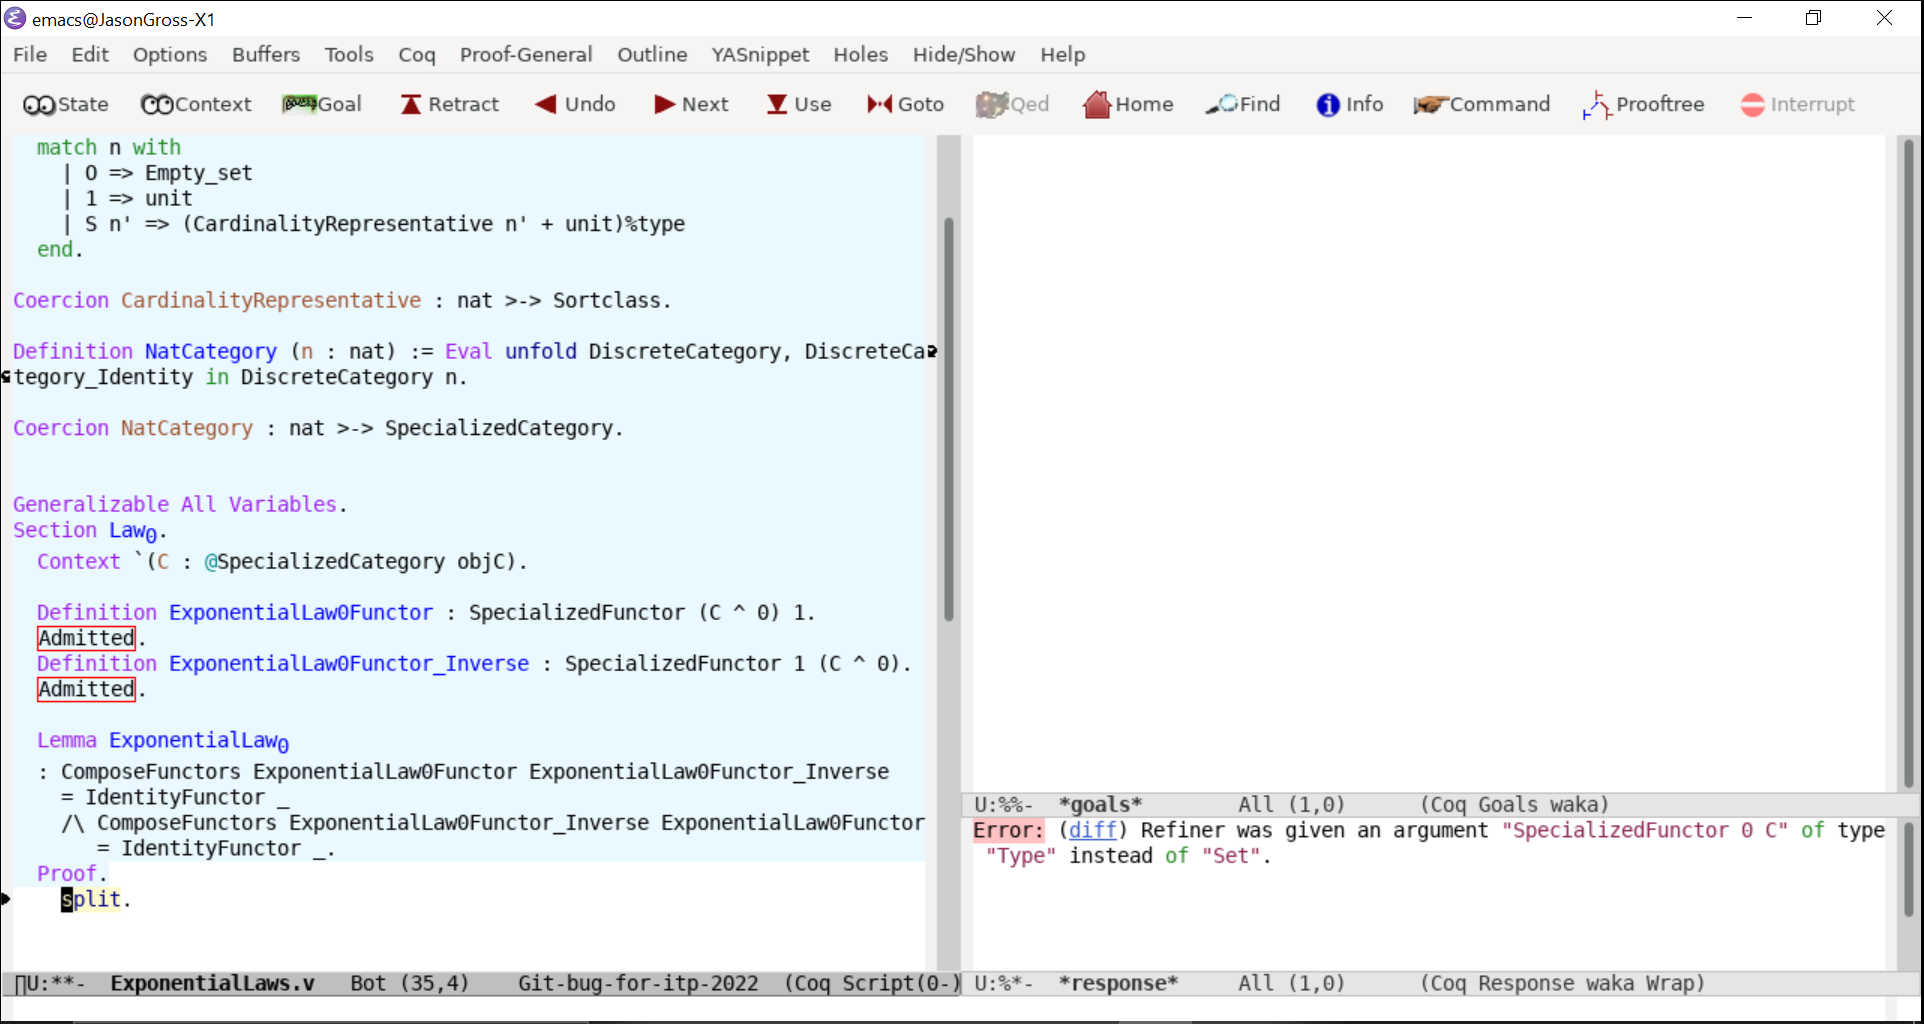 emacs@JasonGross-X1
File Edit Options Buffers Tools Coq Proof-General Outline YASnippet Holes Hide/Show Help
State Context Goal Retract Undo Next Use Goto Qed Home Find Info Command Prooftree Interrupt
match n with
| O => Empty_set
| 1 => unit
| S n' => (CardinalityRepresentative n' + unit)%type
end.
Coercion CardinalityRepresentative : nat >-> Sortclass.
Definition NatCategory (n : nat) := Eval unfold DiscreteCategory, DiscreteCa
tegory_Identity in DiscreteCategory n.
Coercion NatCategory : nat >-> SpecializedCategory.
Generalizable All Variables.
Section Law₀.
Context `(C : @SpecializedCategory objC).
Definition ExponentialLaw0Functor : SpecializedFunctor (C ^ 0) 1.
Admitted.
Definition ExponentialLaw0Functor_Inverse : SpecializedFunctor 1 (C ^ 0).
Admitted.
Lemma ExponentialLaw₀
: ComposeFunctors ExponentialLaw0Functor ExponentialLaw0Functor_Inverse
= IdentityFunctor _
/\ ComposeFunctors ExponentialLaw0Functor_Inverse ExponentialLaw0Functor
= IdentityFunctor _.
Proof.
split.
U:**- ExponentialLaws.v Bot (35,4) Git-bug-for-itp-2022 (Coq Script(0-)
U:%%- *goals* All (1,0) (Coq Goals waka)
Error: (diff) Refiner was given an argument "SpecializedFunctor 0 C" of type
"Type" instead of "Set".
U:%*- *response* All (1,0) (Coq Response waka Wrap)